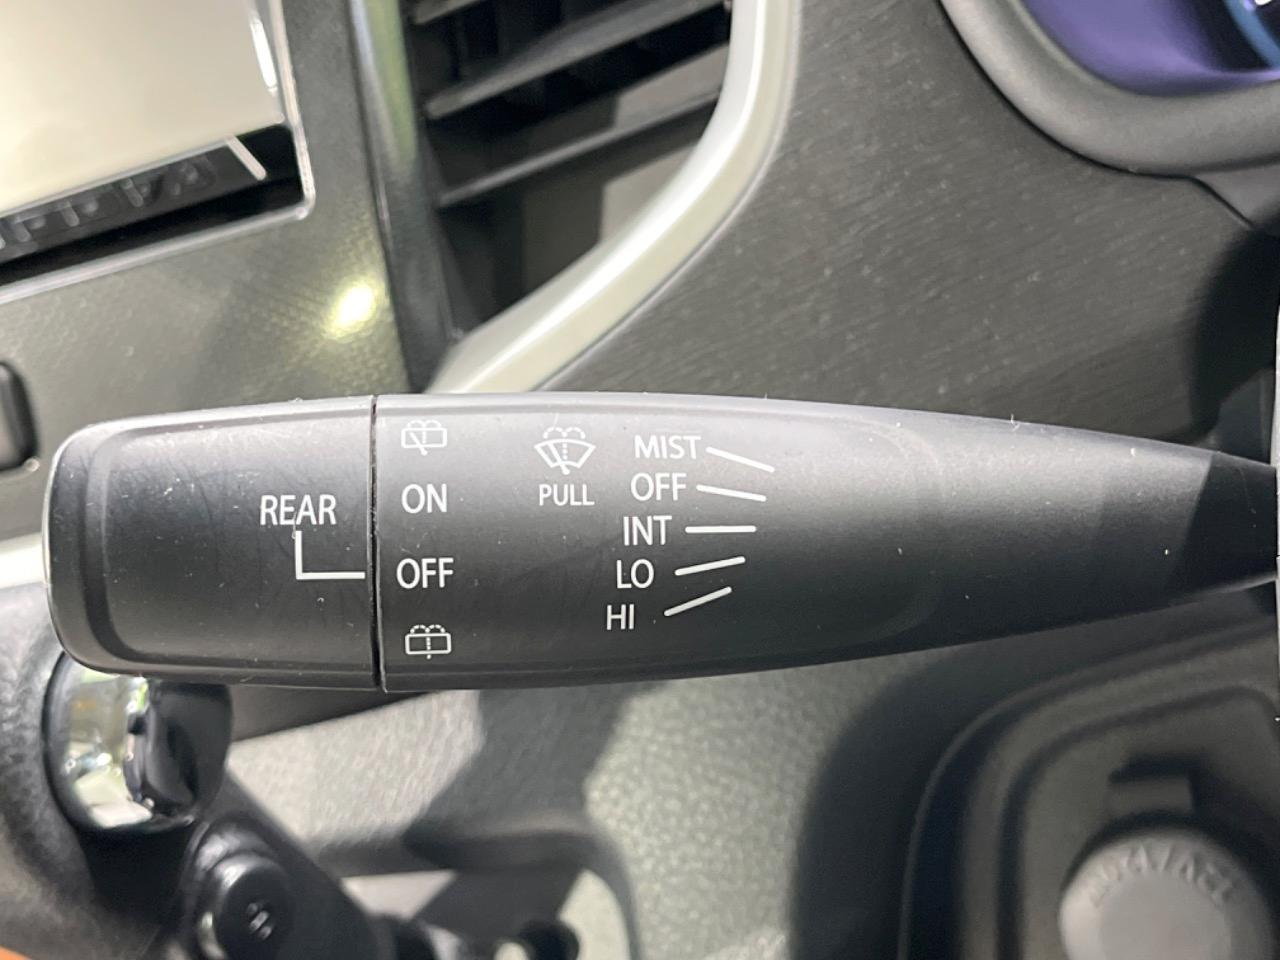 REAR
ON
OFF
PULL
MIST
OFF
INT
LO
HI